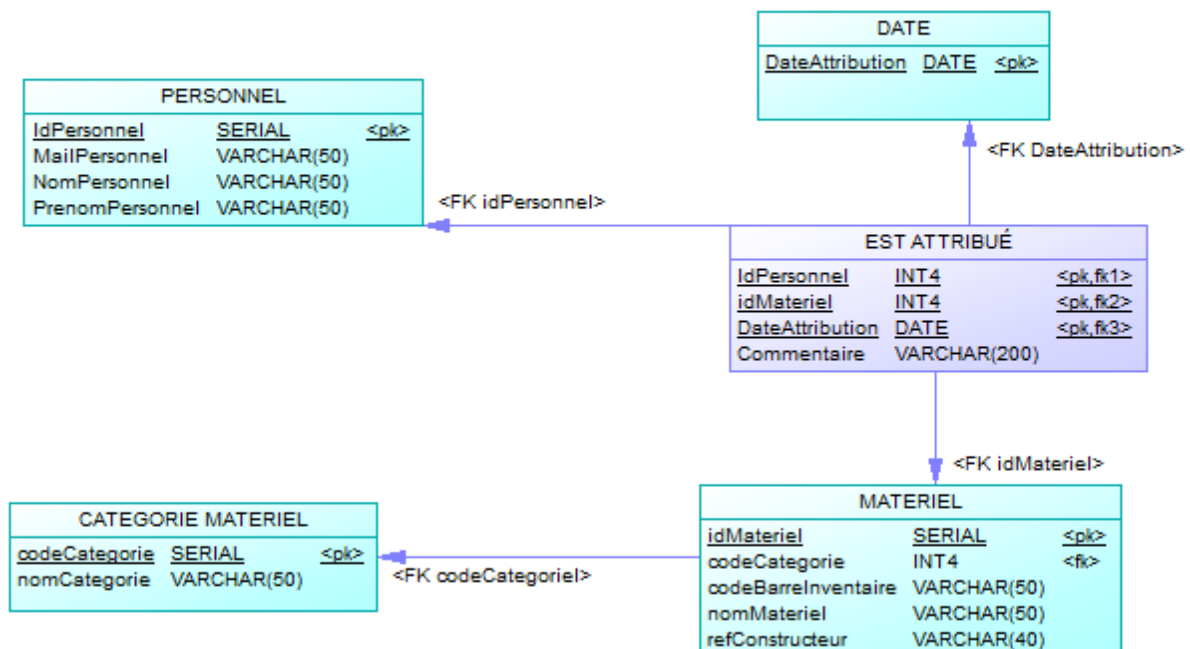 DATE
DateAttribution DATE <pk>
PERSONNEL
IdPersonnel SERIAL <pk>
MailPersonnel VARCHAR(50)
NomPersonnel VARCHAR(50)
PrenomPersonnel VARCHAR(50)
<FK DateAttribution>
<FK idPersonnel>
EST ATTRIBUÉ
IdPersonnel INT4 <pk,fk1>
idMateriel INT4 <pk,fk2>
DateAttribution DATE <pk,fk3>
Commentaire VARCHAR(200)
<FK idMateriel>
CATEGORIE MATERIEL
codeCategorie SERIAL <pk>
nomCategorie VARCHAR(50)
<FK codeCategoriel>
MATERIEL
idMateriel SERIAL <pk>
codeCategorie INT4 <fk>
codeBarreInventaire VARCHAR(50)
nomMateriel VARCHAR(50)
refConstructeur VARCHAR(40)